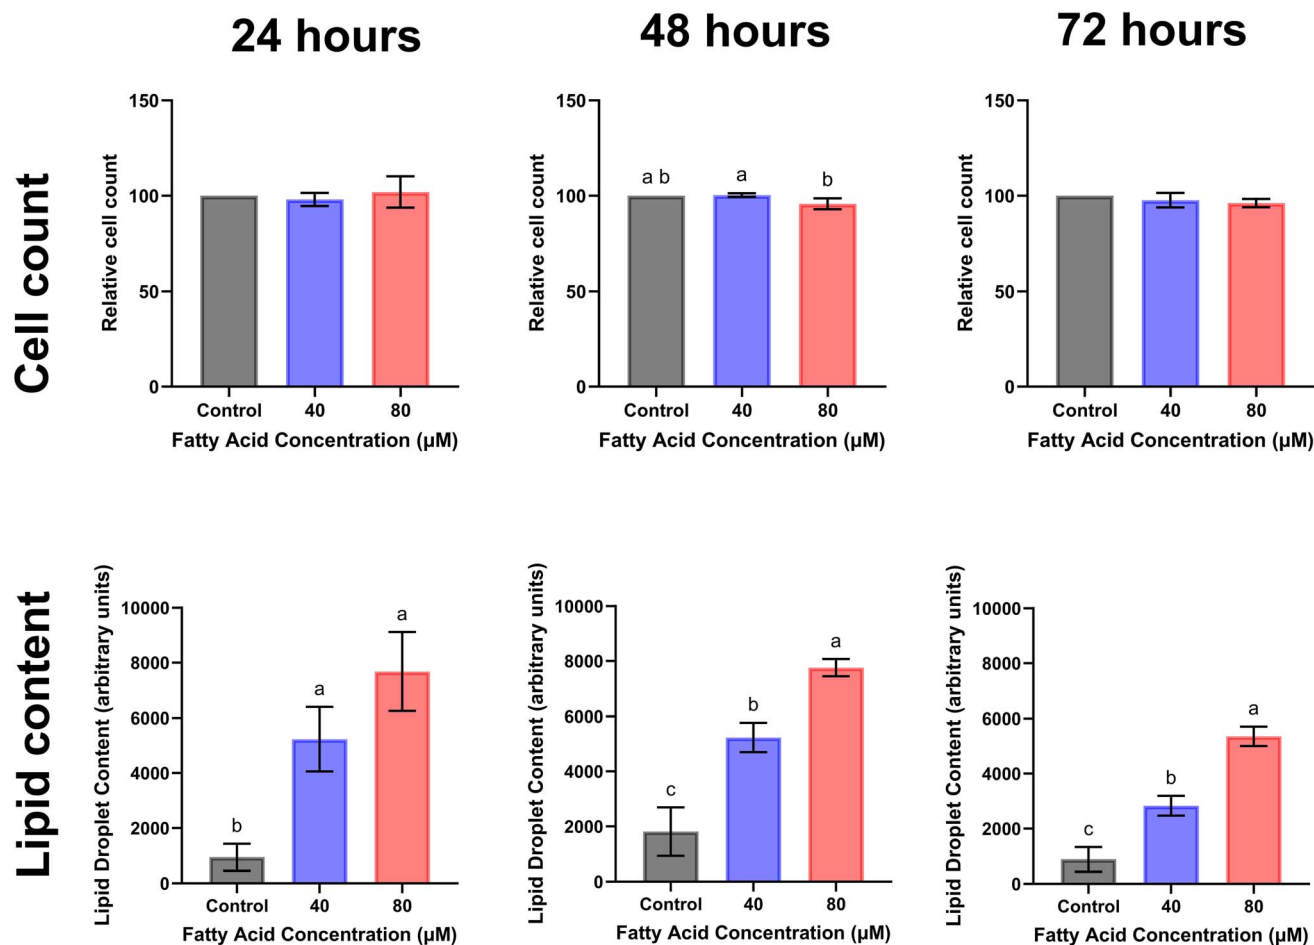 24 hours
48 hours
72 hours
Cell count
Relative cell count
150
100
50
0
Control 40 80
Fatty Acid Concentration (µM)
Relative cell count
150
100
50
0
a b
a
b
Control 40 80
Fatty Acid Concentration (µM)
Relative cell count
150
100
50
0
Control 40 80
Fatty Acid Concentration (µM)
Lipid content
Lipid Droplet Content (arbitrary units)
10000
8000
6000
4000
2000
0
b
a
a
Control 40 80
Fatty Acid Concentration (µM)
Lipid Droplet Content (arbitrary units)
10000
8000
6000
4000
2000
0
c
b
a
Control 40 80
Fatty Acid Concentration (µM)
Lipid Droplet Content (arbitrary units)
10000
8000
6000
4000
2000
0
c
b
a
Control 40 80
Fatty Acid Concentration (µM)